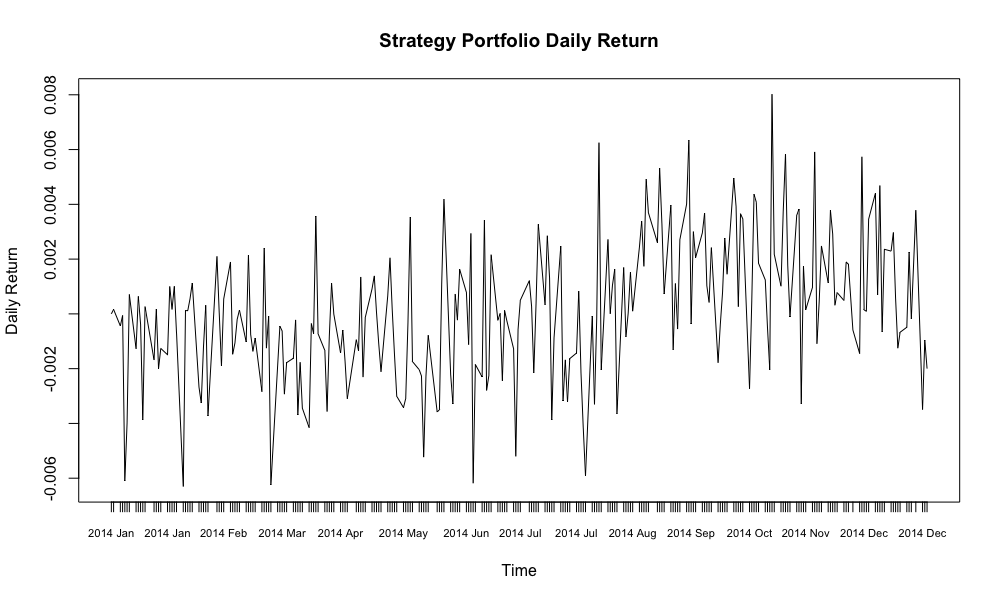 Strategy Portfolio Daily Return
Daily Return
0.008
0.006
0.004
0.002
-0.002
-0.006
2014 Jan 2014 Jan 2014 Feb 2014 Mar 2014 Apr 2014 May 2014 Jun 2014 Jul 2014 Jul 2014 Aug 2014 Sep 2014 Oct 2014 Nov 2014 Dec 2014 Dec
Time